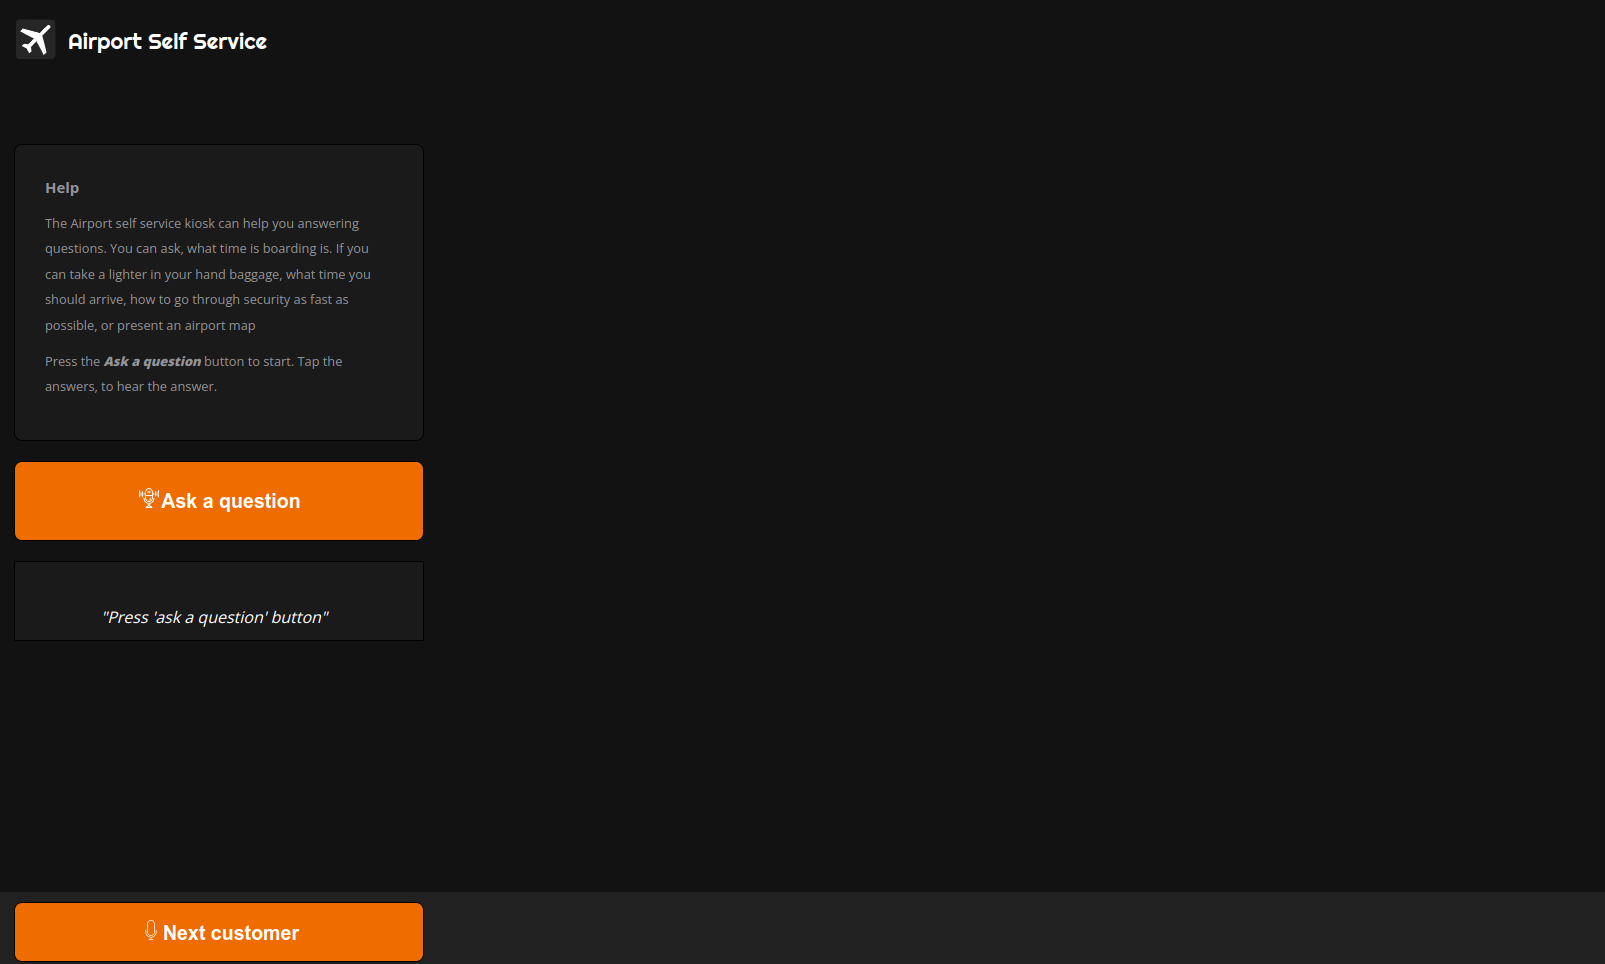 Airport Self Service
Help
The Airport self service kiosk can help you answering
questions. You can ask, what time is boarding is. If you
can take a lighter in your hand baggage, what time you
should arrive, how to go through security as fast as
possible, or present an airport map
Press the Ask a question button to start. Tap the
answers, to hear the answer.
Ask a question
"Press 'ask a question' button"
Next customer